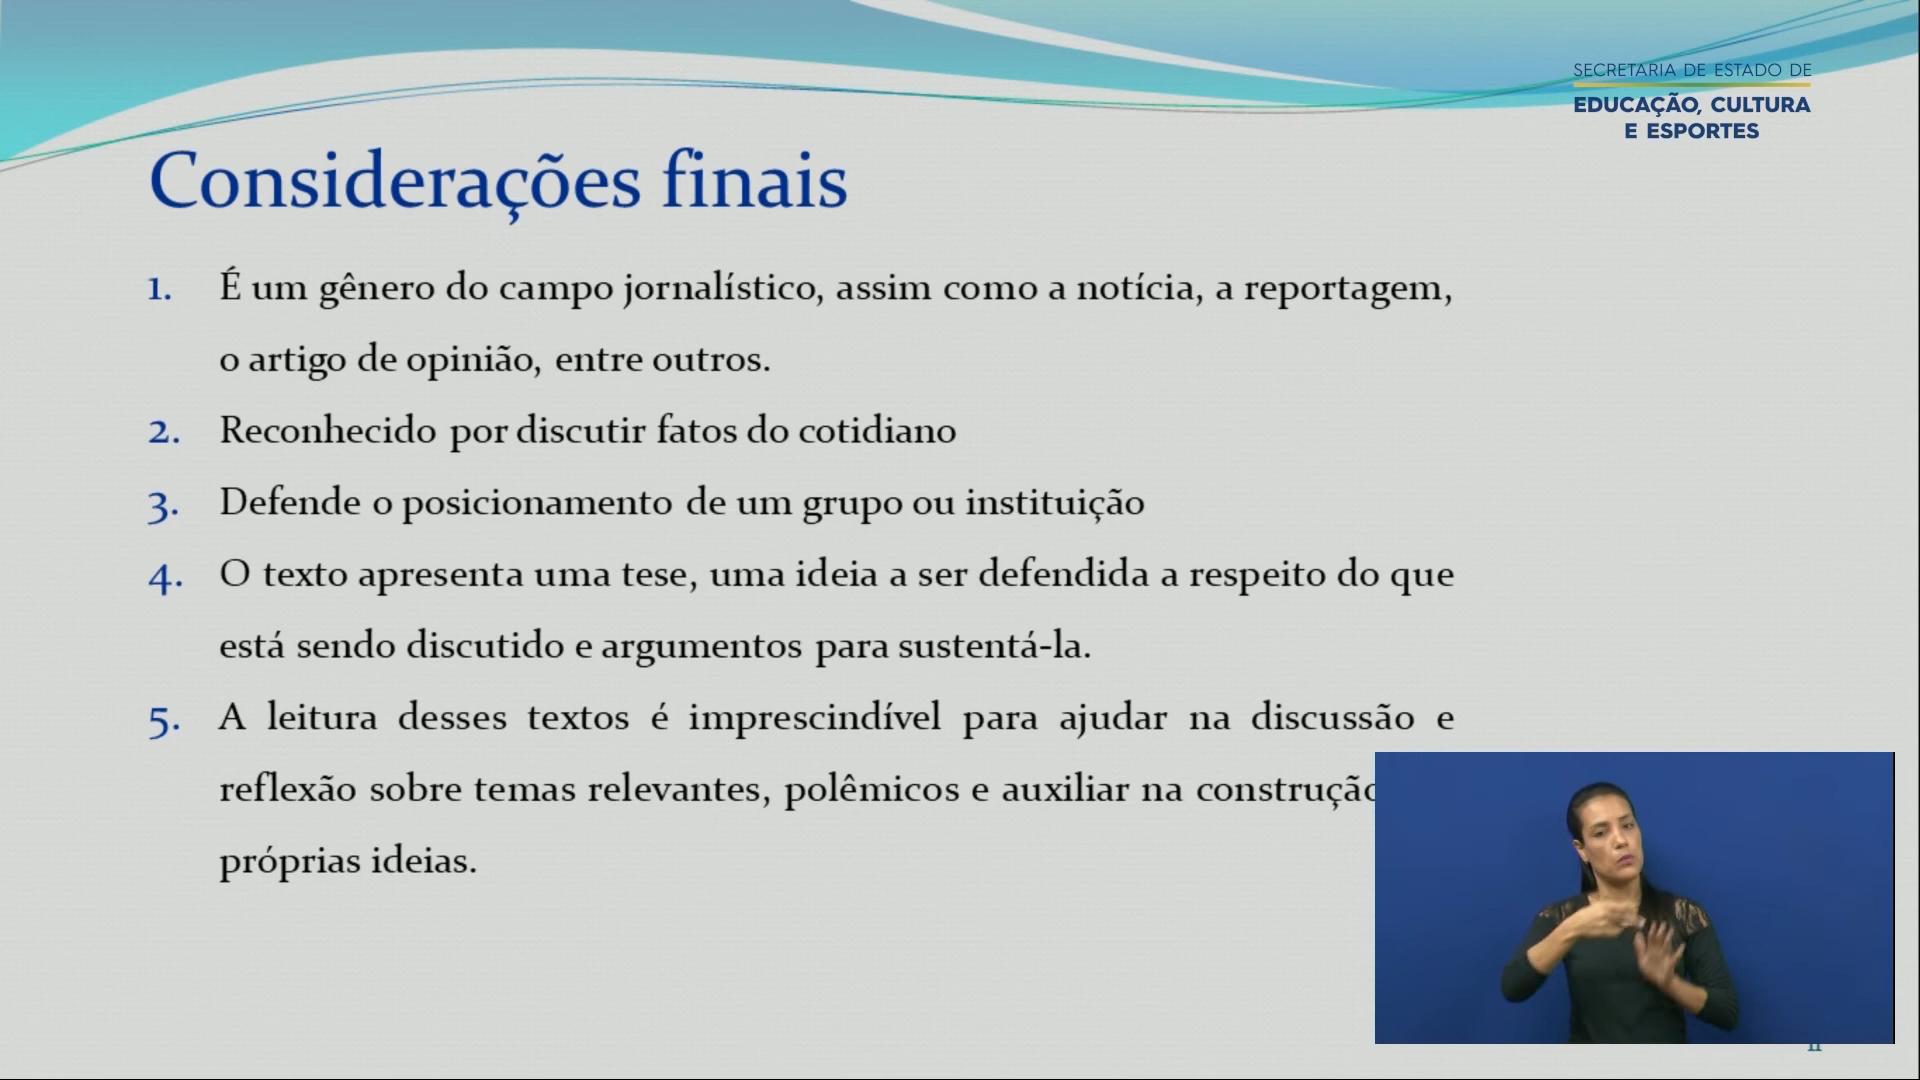 SECRETARIA DE ESTADO DE
EDUCAÇÃO, CULTURA
E ESPORTES
Considerações finais
1. É um gênero do campo jornalístico, assim como a notícia, a reportagem,
o artigo de opinião, entre outros.
2. Reconhecido por discutir fatos do cotidiano
3. Defende o posicionamento de um grupo ou instituição
4. O texto apresenta uma tese, uma ideia a ser defendida a respeito do que
está sendo discutido e argumentos para sustentá-la.
5. A leitura desses textos é imprescindível para ajudar na discussão e
reflexão sobre temas relevantes, polêmicos e auxiliar na construção
próprias ideias.